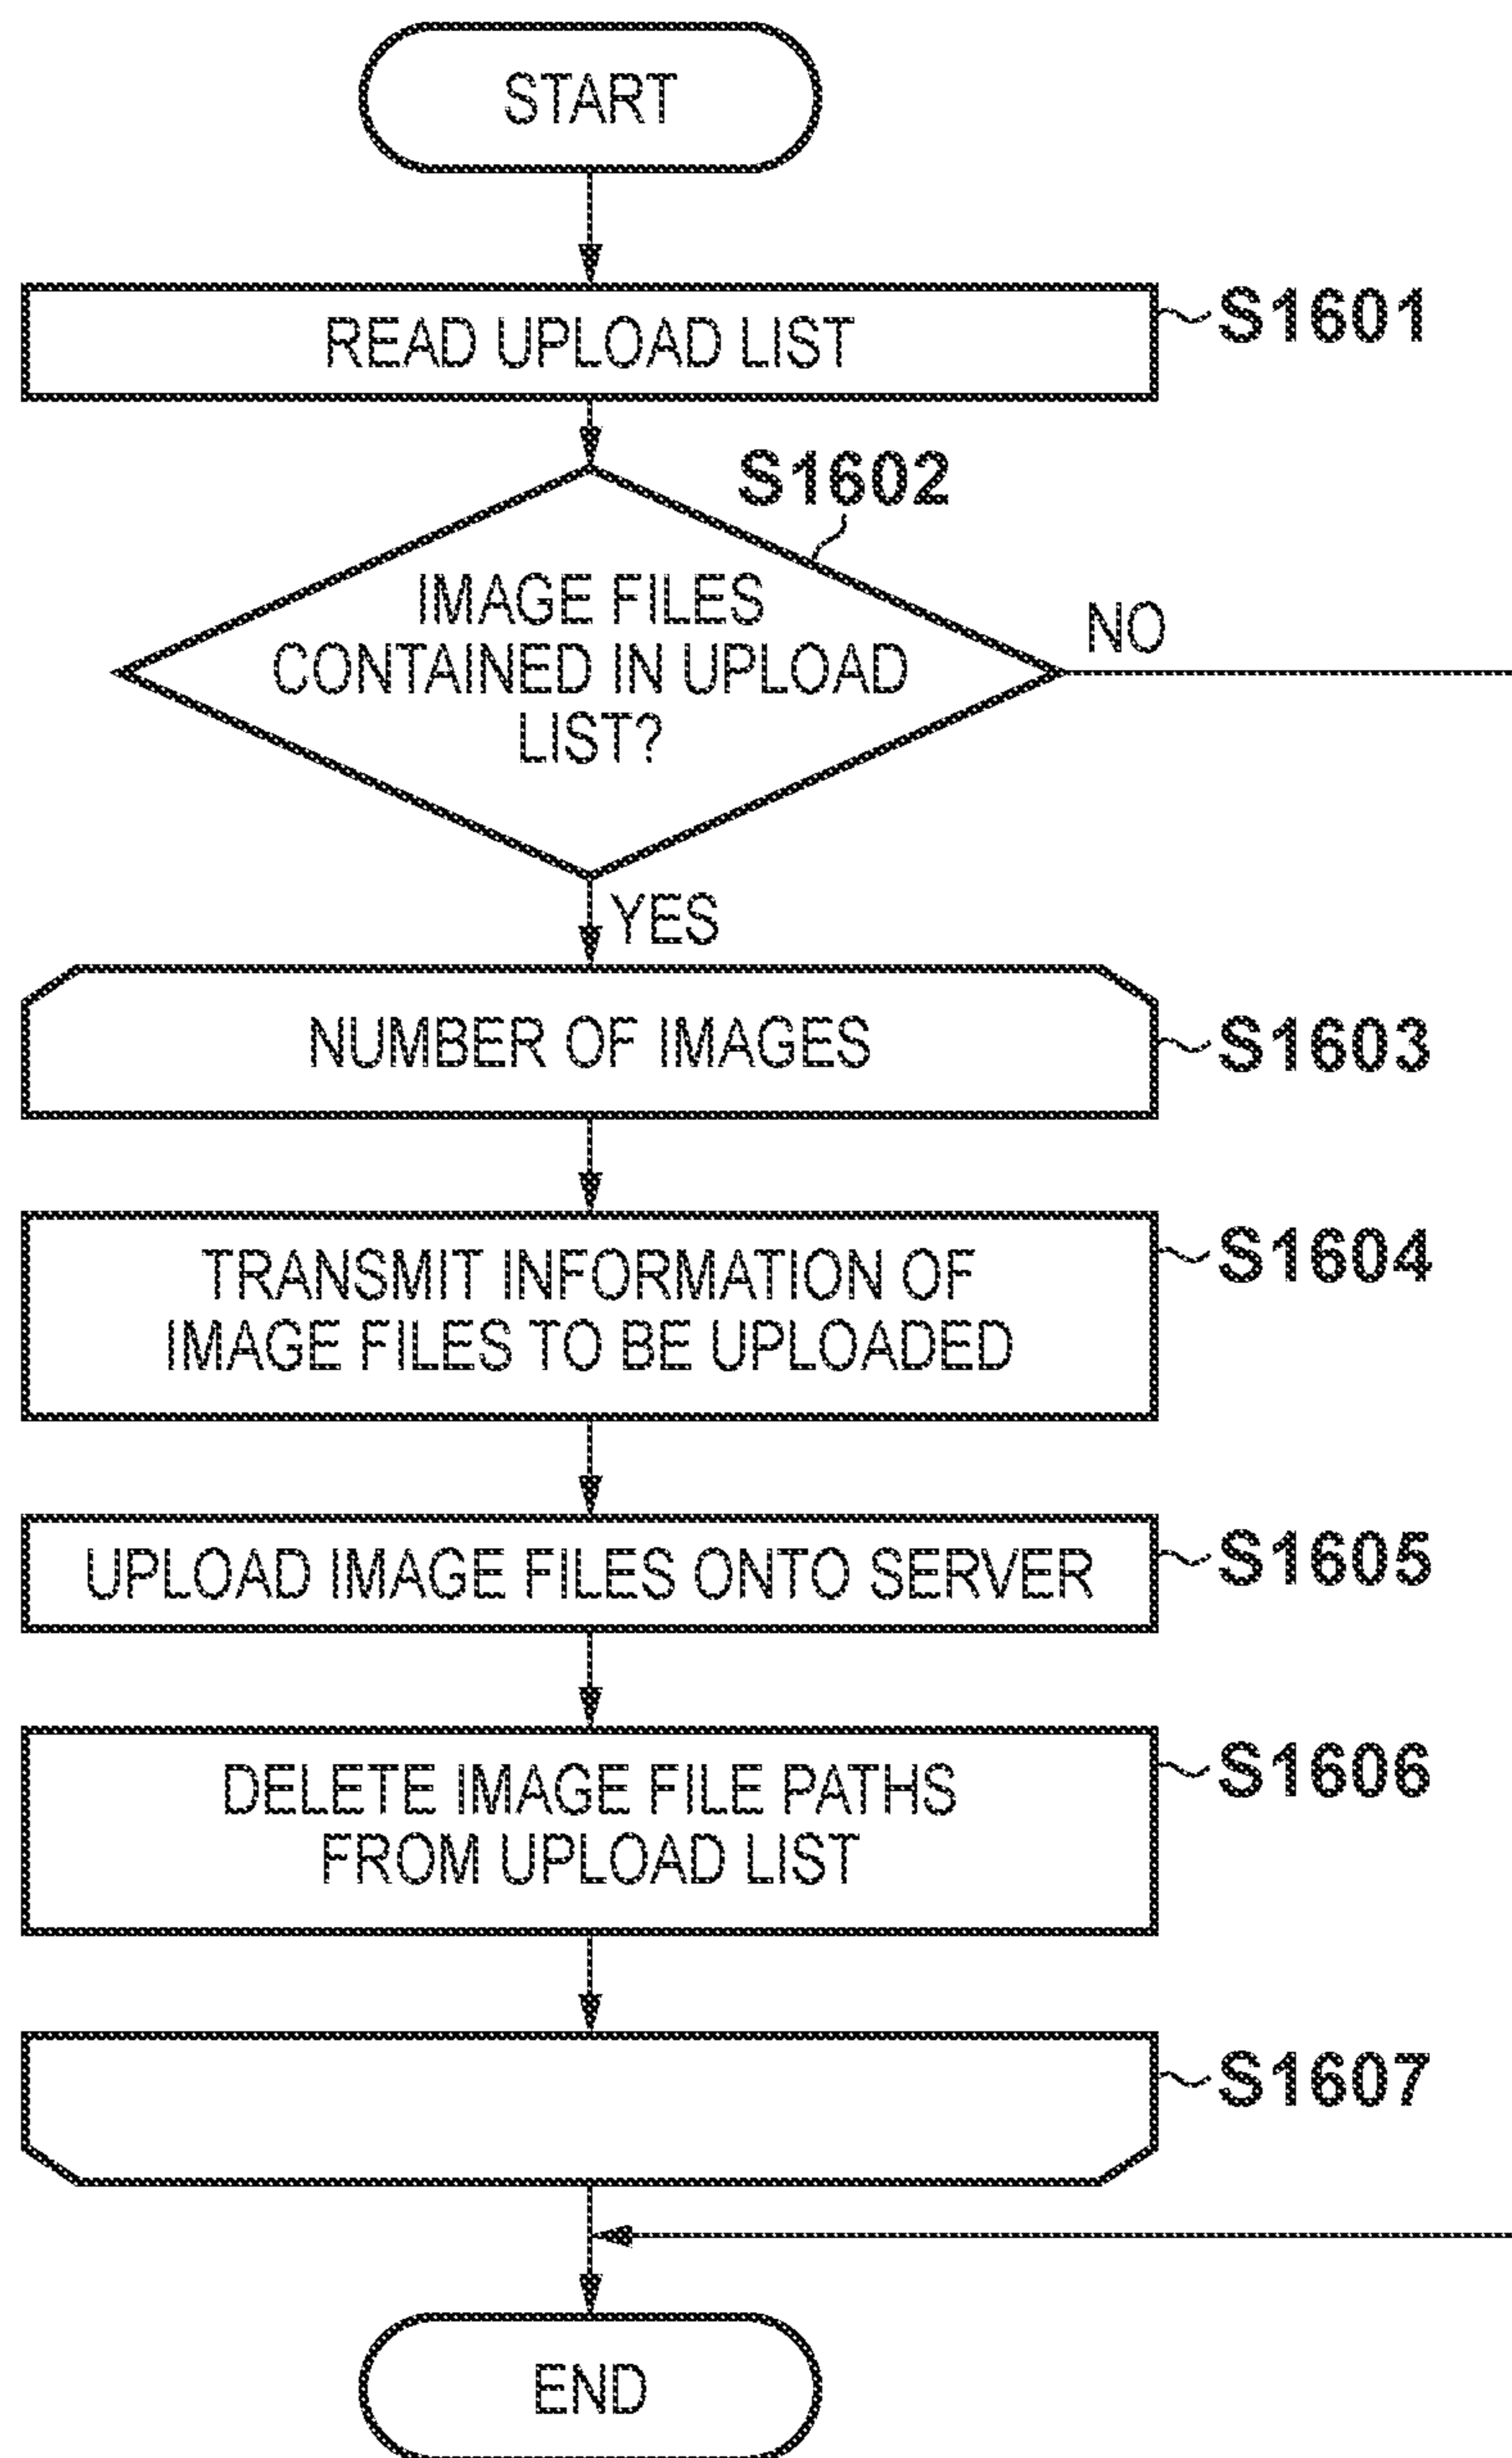 START
READ UPLOAD LIST
S1601
S1602
IMAGE FILES
CONTAINED IN UPLOAD
LIST?
NO
YES
NUMBER OF IMAGES
S1603
TRANSMIT INFORMATION OF
IMAGE FILES TO BE UPLOADED
S1604
UPLOAD IMAGE FILES ONTO SERVER
S1605
DELETE IMAGE FILE PATHS
FROM UPLOAD LIST
S1606
S1607
END